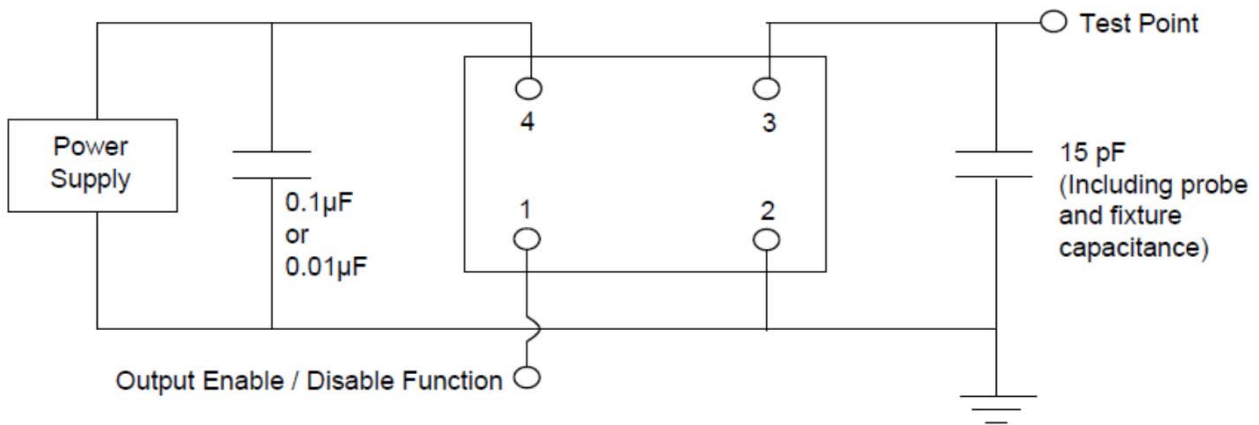 Test Point
4
3
Power
Supply
15 pF
(Including probe
and fixture
capacitance)
0.1µF
or
0.01µF
1
2
Output Enable / Disable Function